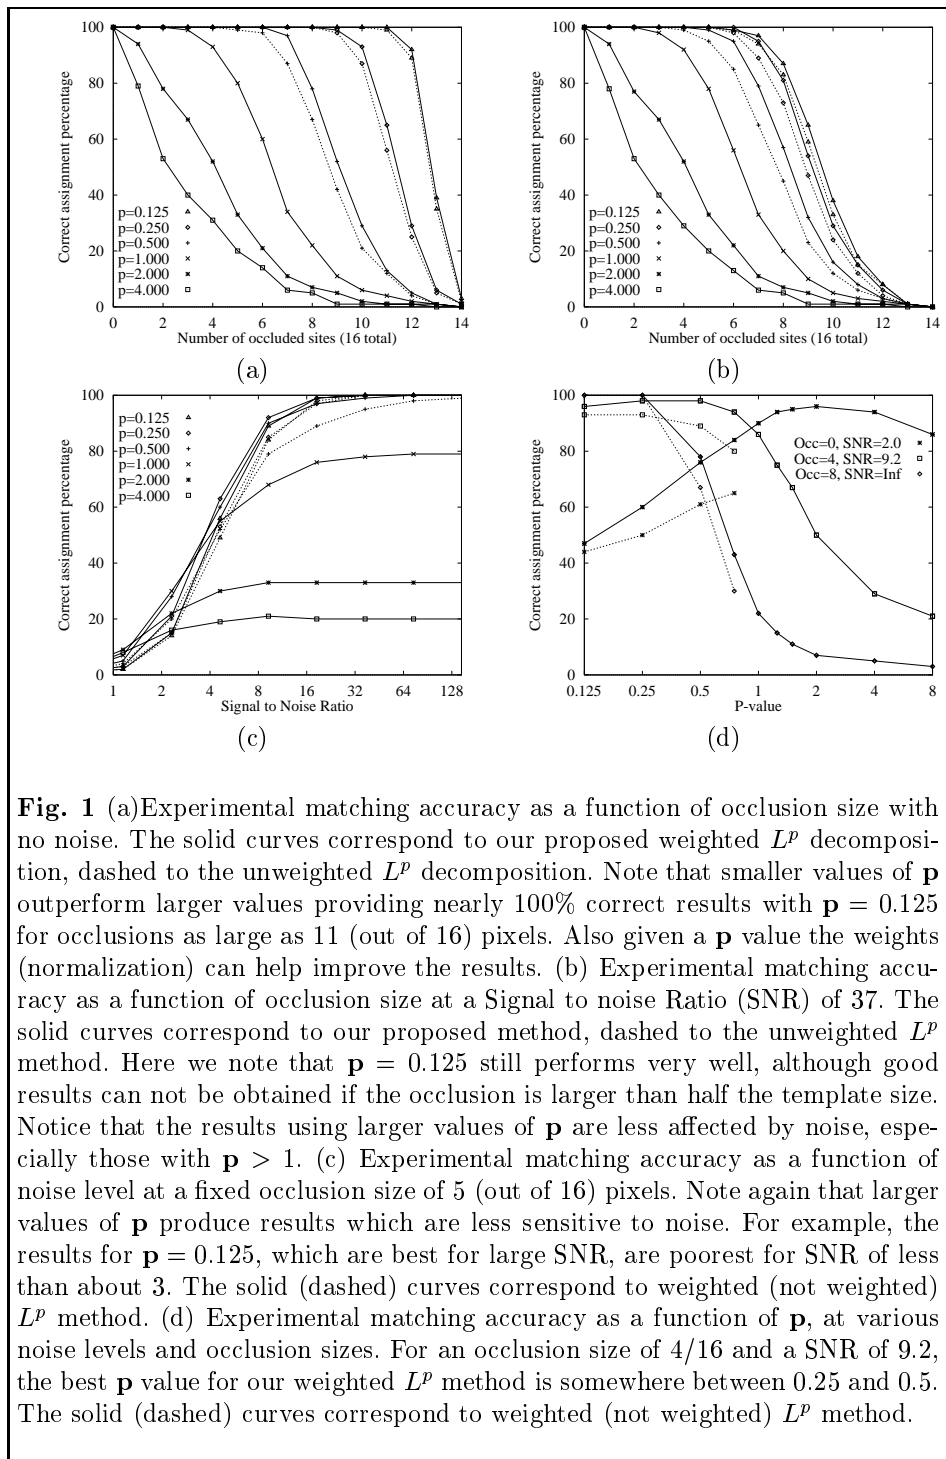 100
80
60
40
20
0
Correct assignment percentage
p=0.125
p=0.250
p=0.500
p=1.000
p=2.000
p=4.000
0 2 4 6 8 10 12 14
Number of occluded sites (16 total)
(a)
100
80
60
40
20
0
Correct assignment percentage
p=0.125
p=0.250
p=0.500
p=1.000
p=2.000
p=4.000
0 2 4 6 8 10 12 14
Number of occluded sites (16 total)
(b)
100
80
60
40
20
0
Correct assignment percentage
p=0.125
p=0.250
p=0.500
p=1.000
p=2.000
p=4.000
1 2 4 8 16 32 64 128
Signal to Noise Ratio
(c)
100
80
60
40
20
0
Correct assignment percentage
Occ=0, SNR=2.0
Occ=4, SNR=9.2
Occ=8, SNR=Inf
0.125 0.25 0.5 1 2 4 8
P-value
(d)
Fig. 1 (a)Experimental matching accuracy as a function of occlusion size with
no noise. The solid curves correspond to our proposed weighted L^p decomposi-
tion, dashed to the unweighted L^p decomposition. Note that smaller values of p
outperform larger values providing nearly 100% correct results with p = 0.125
for occlusions as large as 11 (out of 16) pixels. Also given a p value the weights
(normalization) can help improve the results. (b) Experimental matching accu-
racy as a function of occlusion size at a Signal to noise Ratio (SNR) of 37. The
solid curves correspond to our proposed method, dashed to the unweighted L^p
method. Here we note that p = 0.125 still performs very well, although good
results can not be obtained if the occlusion is larger than half the template size.
Notice that the results using larger values of p are less affected by noise, espe-
cially those with p > 1. (c) Experimental matching accuracy as a function of
noise level at a fixed occlusion size of 5 (out of 16) pixels. Note again that larger
values of p produce results which are less sensitive to noise. For example, the
results for p = 0.125, which are best for large SNR, are poorest for SNR of less
than about 3. The solid (dashed) curves correspond to weighted (not weighted)
L^p method. (d) Experimental matching accuracy as a function of p, at various
noise levels and occlusion sizes. For an occlusion size of 4/16 and a SNR of 9.2,
the best p value for our weighted L^p method is somewhere between 0.25 and 0.5.
The solid (dashed) curves correspond to weighted (not weighted) L^p method.